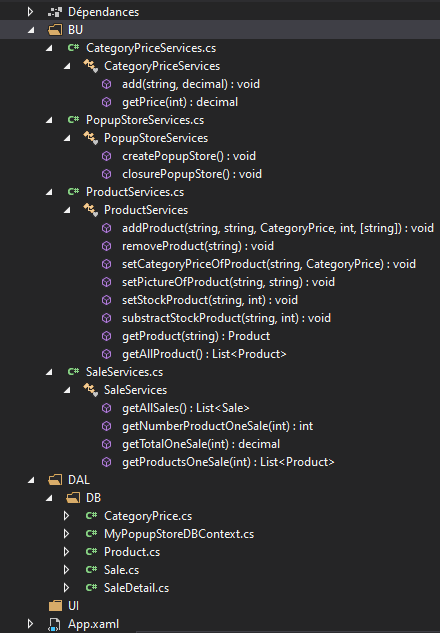 Dépendances
BU
C# CategoryPriceServices.cs
CategoryPriceServices
add(string, decimal) : void
getPrice(int) : decimal
C# PopupStoreServices.cs
PopupStoreServices
createPopupStore() : void
closurePopupStore() : void
C# ProductServices.cs
ProductServices
addProduct(string, string, CategoryPrice, int, [string]) : void
removeProduct(string) : void
setCategoryPriceOfProduct(string, CategoryPrice) : void
setPictureOfProduct(string, string) : void
setStockProduct(string, int) : void
substractStockProduct(string, int) : void
getProduct(string) : Product
getAllProduct() : List<Product>
C# SaleServices.cs
SaleServices
getAllSales() : List<Sale>
getNumberProductOneSale(int) : int
getTotalOneSale(int) : decimal
getProductsOneSale(int) : List<Product>
DAL
DB
C# CategoryPrice.cs
C# MyPopupStoreDBContext.cs
C# Product.cs
C# Sale.cs
C# SaleDetail.cs
UI
App.xaml